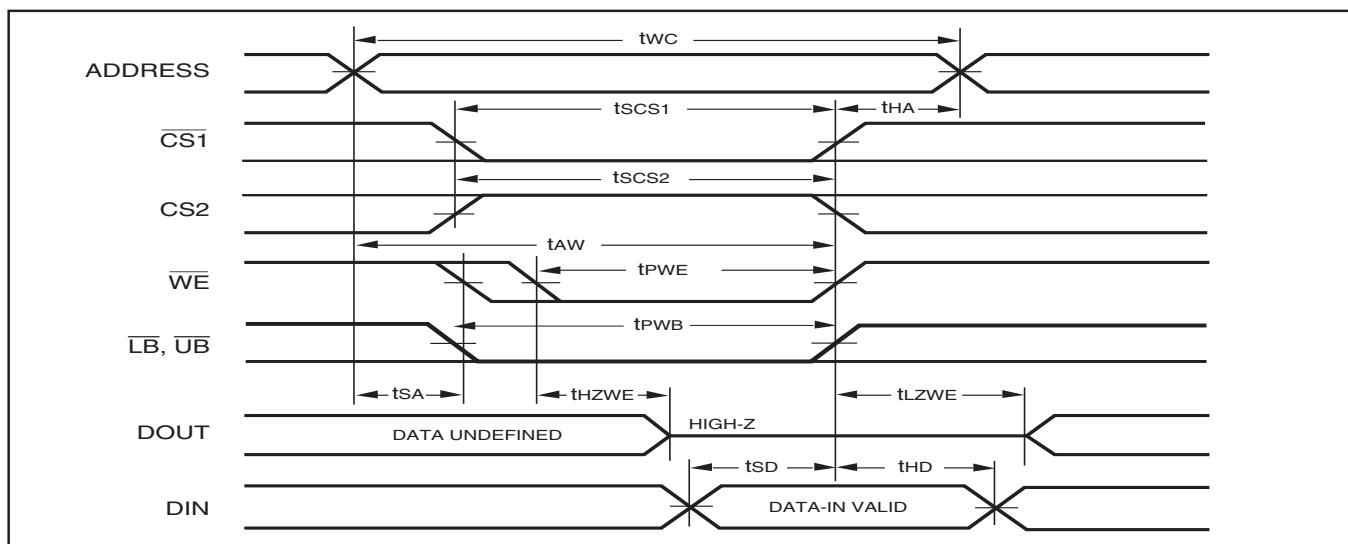 tWC
ADDRESS
tSCS1
tHA
CS1
tSCS2
CS2
tAW
WE
tPWE
tPWB
LB, UB
tSA
tHZWE
tLZWE
DOUT
DATA UNDEFINED
HIGH-Z
tSD
tHD
DIN
DATA-IN VALID